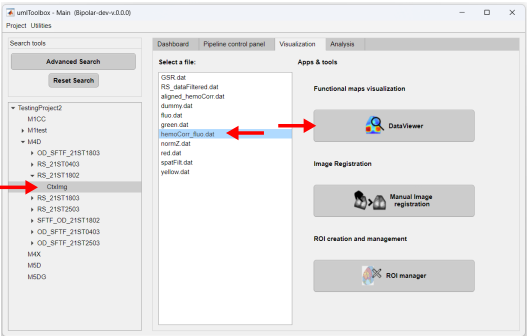 umIToolbox - Main  (Bipolar-dev-v.0.0.0)
Project Utilities
Search tools
Advanced Search
Reset Search
TestingProject2
M1CC
M1test
M4D
OD_SFTF_21ST1803
RS_21ST0403
RS_21ST1802
CtxImg
RS_21ST1803
RS_21ST2503
SFTF_OD_21ST1802
OD_SFTF_21ST0403
OD_SFTF_21ST2503
M4X
M5D
M5DG
Dashboard Pipeline control panel Visualization Analysis
Select a file:
GSR.dat
RS_dataFiltered.dat
aligned_hemoCorr.dat
dummy.dat
fluo.dat
green.dat
hemoCorr_fluo.dat
normZ.dat
red.dat
spatFilt.dat
yellow.dat
Apps & tools
Functional maps visualization
DataViewer
Image Registration
Manual Image
registration
ROI creation and management
ROI manager